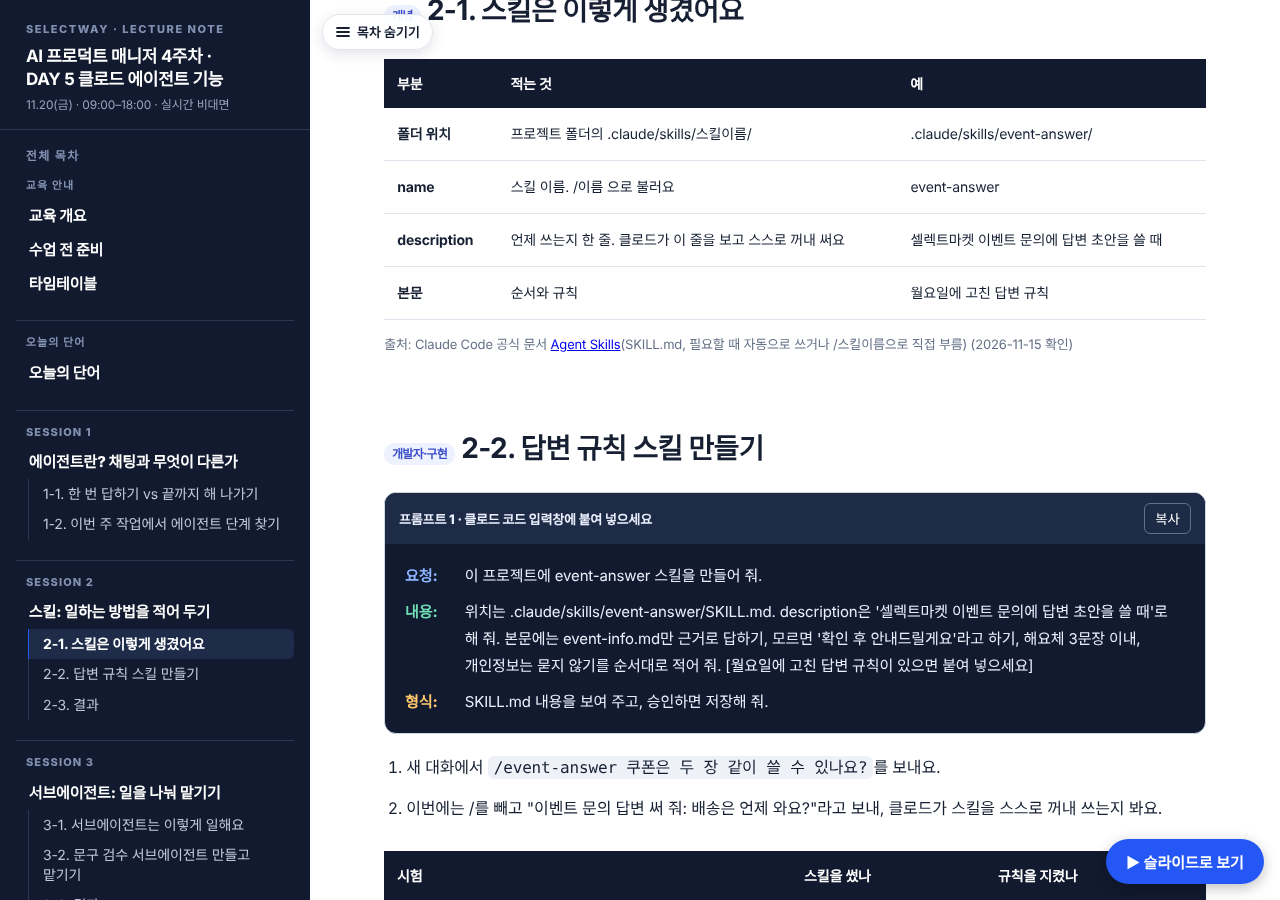 SELECTWAY · LECTURE NOTE
AI 프로덕트 매니저 4주차 ·
DAY 5 클로드 에이전트 기능
11.20(금) · 09:00–18:00 · 실시간 비대면
전체 목차
교육 안내
교육 개요
수업 전 준비
타임테이블
오늘의 단어
오늘의 단어
SESSION 1
에이전트란? 채팅과 무엇이 다른가
1-1. 한 번 답하기 vs 끝까지 해 나가기
1-2. 이번 주 작업에서 에이전트 단계 찾기
SESSION 2
스킬: 일하는 방법을 적어 두기
2-1. 스킬은 이렇게 생겼어요
2-2. 답변 규칙 스킬 만들기
2-3. 결과
SESSION 3
서브에이전트: 일을 나눠 맡기기
3-1. 서브에이전트는 이렇게 일해요
3-2. 문구 검수 서브에이전트 만들고
맡기기
목차 숨기기
2-1. 스킬은 이렇게 생겼어요
부분 적는 것 예
폴더 위치 프로젝트 폴더의 .claude/skills/스킬이름/ .claude/skills/event-answer/
name 스킬 이름. /이름 으로 불러요 event-answer
description 언제 쓰는지 한 줄. 클로드가 이 줄을 보고 스스로 꺼내 써요 셀렉트마켓 이벤트 문의에 답변 초안을 쓸 때
본문 순서와 규칙 월요일에 고친 답변 규칙
출처: Claude Code 공식 문서 Agent Skills(SKILL.md, 필요할 때 자동으로 쓰거나 /스킬이름으로 직접 부름) (2026-11-15 확인)
개발자·구현 2-2. 답변 규칙 스킬 만들기
프롬프트 1 · 클로드 코드 입력창에 붙여 넣으세요 복사
요청: 이 프로젝트에 event-answer 스킬을 만들어 줘.
내용: 위치는 .claude/skills/event-answer/SKILL.md. description은 '셀렉트마켓 이벤트 문의에 답변 초안을 쓸 때'로
해 줘. 본문에는 event-info.md만 근거로 답하기, 모르면 '확인 후 안내드릴게요'라고 하기, 해요체 3문장 이내,
개인정보는 묻지 않기를 순서대로 적어 줘. [월요일에 고친 답변 규칙이 있으면 붙여 넣으세요]
형식: SKILL.md 내용을 보여 주고, 승인하면 저장해 줘.
1. 새 대화에서 /event-answer 쿠폰은 두 장 같이 쓸 수 있나요?를 보내요.
2. 이번에는 /를 빼고 "이벤트 문의 답변 써 줘: 배송은 언제 와요?"라고 보내, 클로드가 스킬을 스스로 꺼내 쓰는지 봐요.
시험 스킬을 썼나 규칙을 지켰나
▶ 슬라이드로 보기